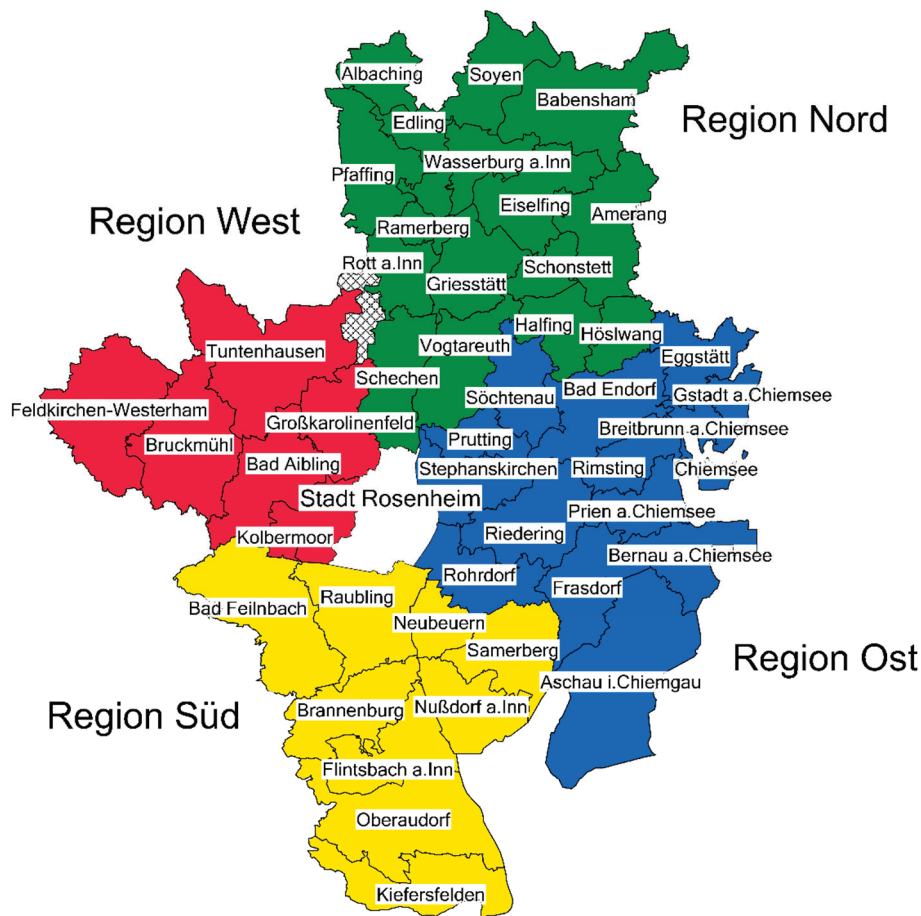 Albaching
Soyen
Babensham
Region Nord
Edling
Wasserburg a.Inn
Pfaffing
Eiselfing
Amerang
Region West
Ramerberg
Rott a.Inn
Schonstett
Griesstätt
Halfing
Höslwang
Tuntenhausen
Vogtareuth
Eggstätt
Schechen
Bad Endorf
Söchtenau
Gstadt a.Chiemsee
Feldkirchen-Westerham
Großkarolinenfeld
Breitbrunn a.Chiemsee
Bruckmühl
Prutting
Bad Aibling
Stephanskirchen
Rimsting
Chiemsee
Stadt Rosenheim
Prien a.Chiemsee
Kolbermoor
Riedering
Bernau a.Chiemsee
Rohrdorf
Frasdorf
Raubling
Bad Feilnbach
Neubeuern
Samerberg
Region Ost
Aschau i.Chiemgau
Region Süd
Brannenburg
Nußdorf a.Inn
Flintsbach a.Inn
Oberaudorf
Kiefersfelden